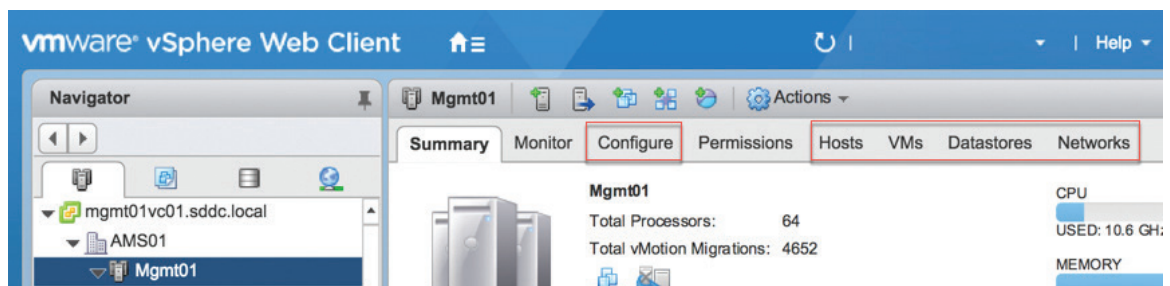 vmware® vSphere Web Client
Help
Navigator
Mgmt01 Actions
Summary Monitor Configure Permissions Hosts VMs Datastores Networks
mgmt01vc01.sddc.local
AMS01
Mgmt01
Mgmt01
Total Processors: 64
Total vMotion Migrations: 4652
CPU
USED: 10.6 GHz
MEMORY